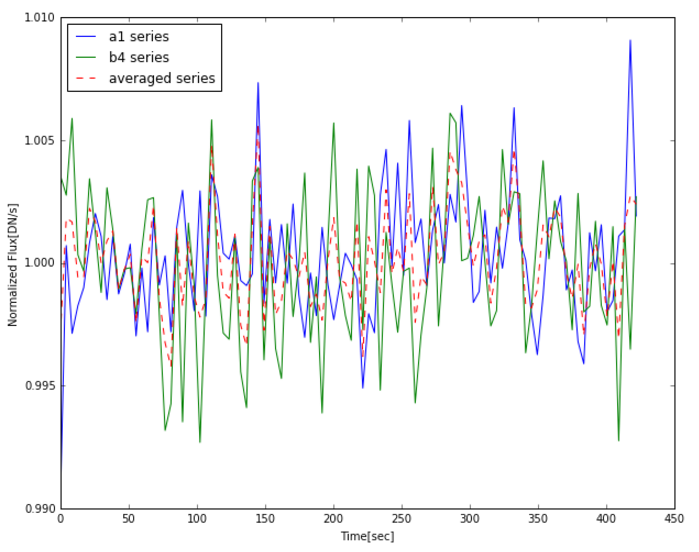 1.010
a1 series
b4 series
averaged series
1.005
1.000
0.995
0.990
Normalized Flux[DN/s]
0 50 100 150 200 250 300 350 400 450
Time[sec]